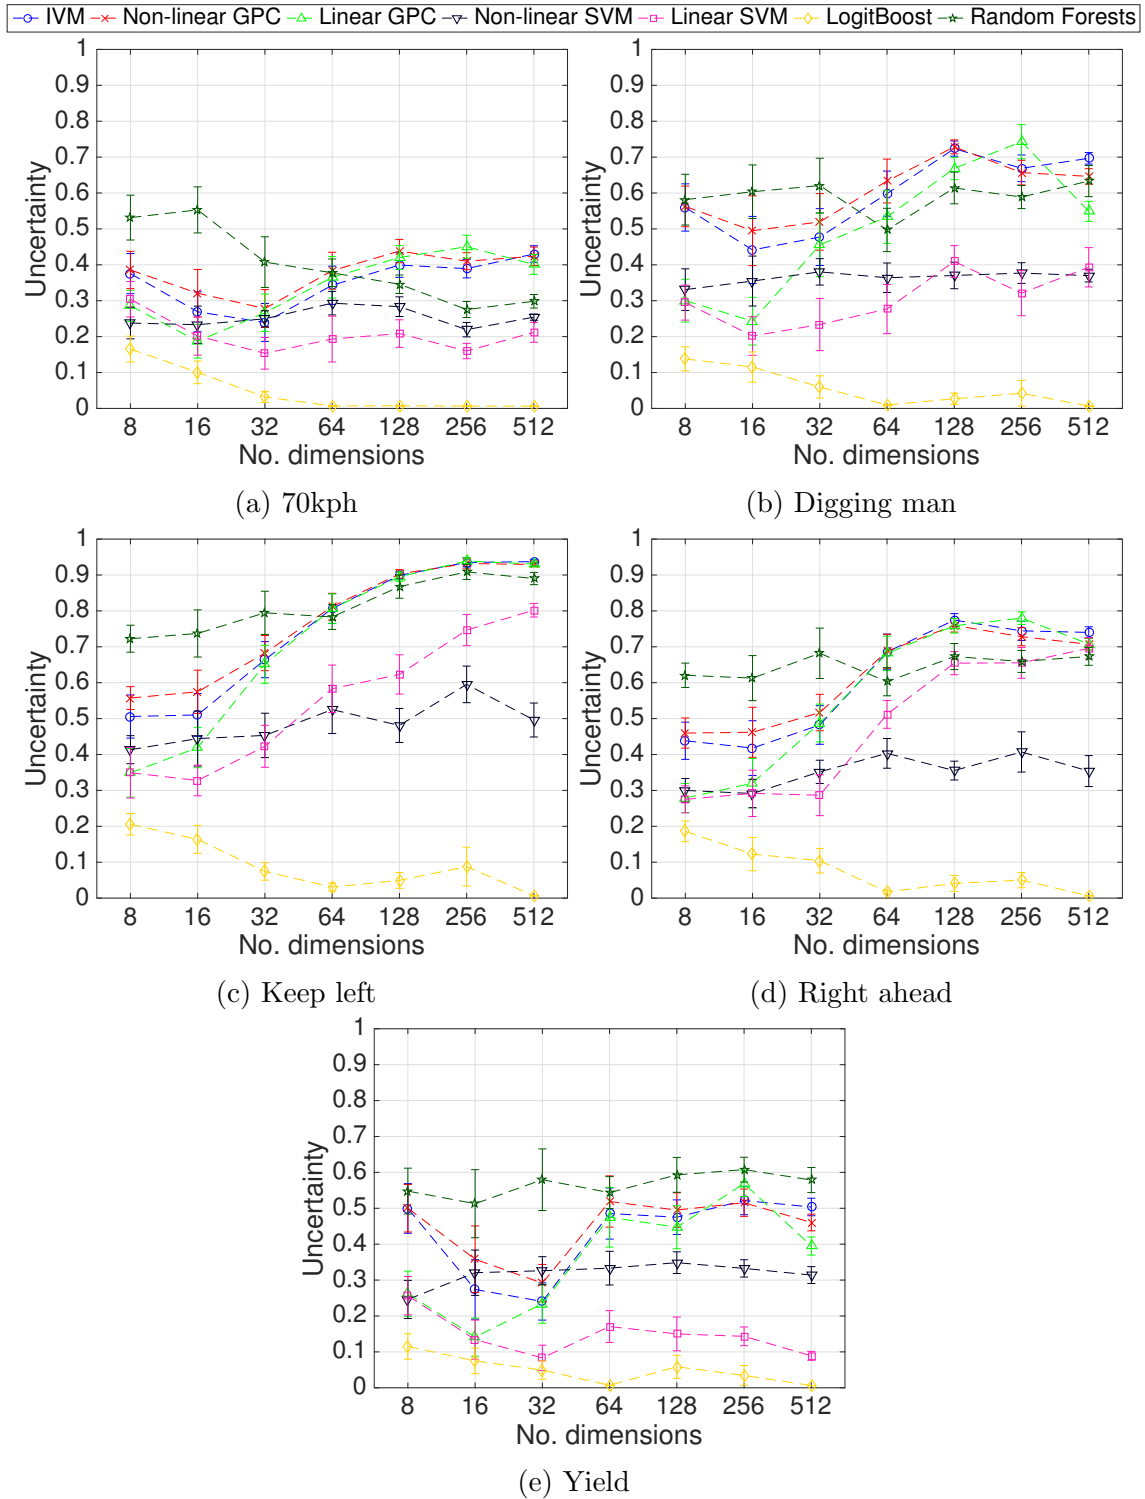 IVM Non-linear GPC Linear GPC Non-linear SVM Linear SVM LogitBoost Random Forests
1
0.9
0.8
0.7
0.6
0.5
0.4
0.3
0.2
0.1
0
Uncertainty
8 16 32 64 128 256 512
No. dimensions
(a) 70kph
1
0.9
0.8
0.7
0.6
0.5
0.4
0.3
0.2
0.1
0
Uncertainty
8 16 32 64 128 256 512
No. dimensions
(b) Digging man
1
0.9
0.8
0.7
0.6
0.5
0.4
0.3
0.2
0.1
0
Uncertainty
8 16 32 64 128 256 512
No. dimensions
(c) Keep left
1
0.9
0.8
0.7
0.6
0.5
0.4
0.3
0.2
0.1
0
Uncertainty
8 16 32 64 128 256 512
No. dimensions
(d) Right ahead
1
0.9
0.8
0.7
0.6
0.5
0.4
0.3
0.2
0.1
0
Uncertainty
8 16 32 64 128 256 512
No. dimensions
(e) Yield